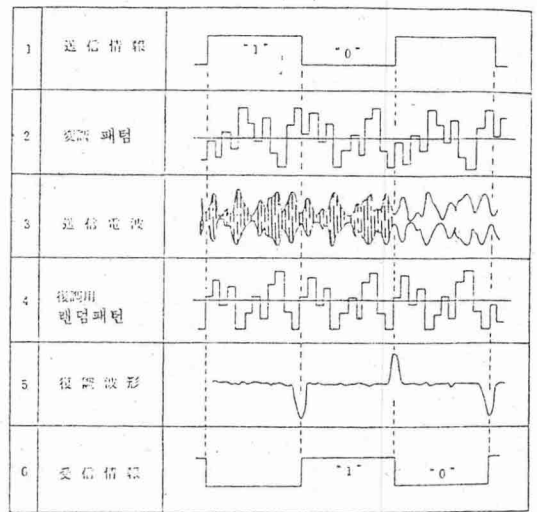 1 送信情報 "1" "0"
2 変調 패턴
3 送信電波
4 復調用
랜덤패턴
5 復調波形
6 受信情報 "1" "0"